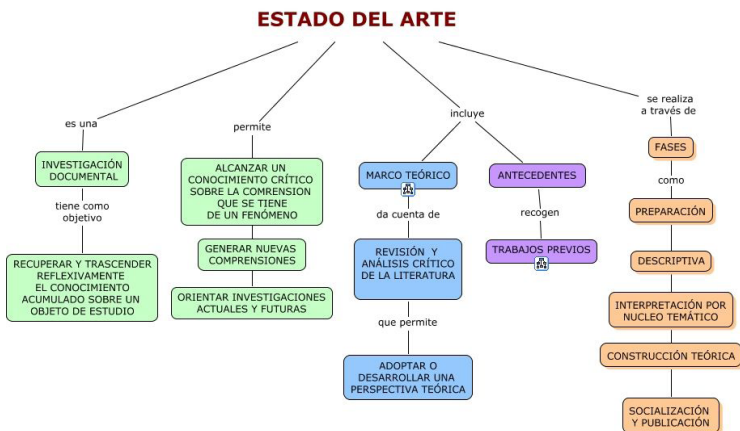 ESTADO DEL ARTE
es una
INVESTIGACIÓN
DOCUMENTAL
tiene como
objetivo
RECUPERAR Y TRASCENDER
REFLEXIVAMENTE
EL CONOCIMIENTO
ACUMULADO SOBRE UN
OBJETO DE ESTUDIO
permite
ALCANZAR UN
CONOCIMIENTO CRÍTICO
SOBRE LA COMRENSION
QUE SE TIENE
DE UN FENÓMENO
GENERAR NUEVAS
COMPRENSIONES
ORIENTAR INVESTIGACIONES
ACTUALES Y FUTURAS
incluye
MARCO TEÓRICO
da cuenta de
REVISIÓN Y
ANÁLISIS CRÍTICO
DE LA LITERATURA
que permite
ADOPTAR O
DESARROLLAR UNA
PERSPECTIVA TEÓRICA
ANTECEDENTES
recogen
TRABAJOS PREVIOS
se realiza
a través de
FASES
como
PREPARACIÓN
DESCRIPTIVA
INTERPRETACIÓN POR
NUCLEO TEMÁTICO
CONSTRUCCIÓN TEÓRICA
SOCIALIZACIÓN
Y PUBLICACIÓN